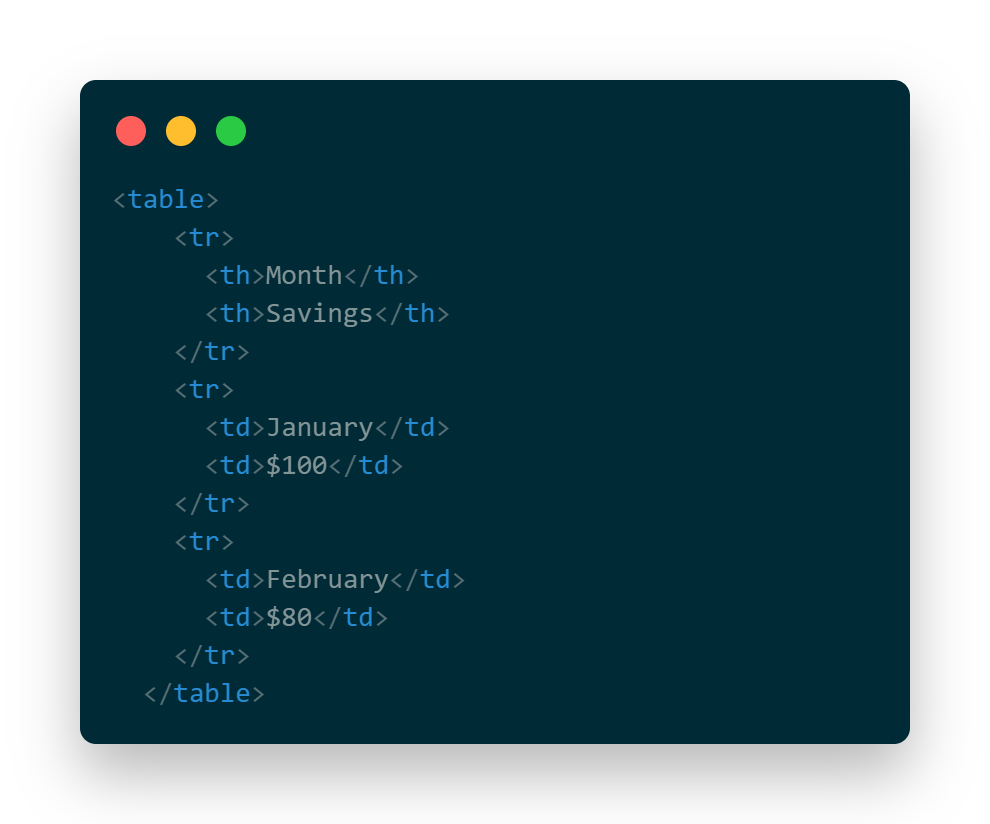 <table>
    <tr>
      <th>Month</th>
      <th>Savings</th>
    </tr>
    <tr>
      <td>January</td>
      <td>$100</td>
    </tr>
    <tr>
      <td>February</td>
      <td>$80</td>
    </tr>
  </table>